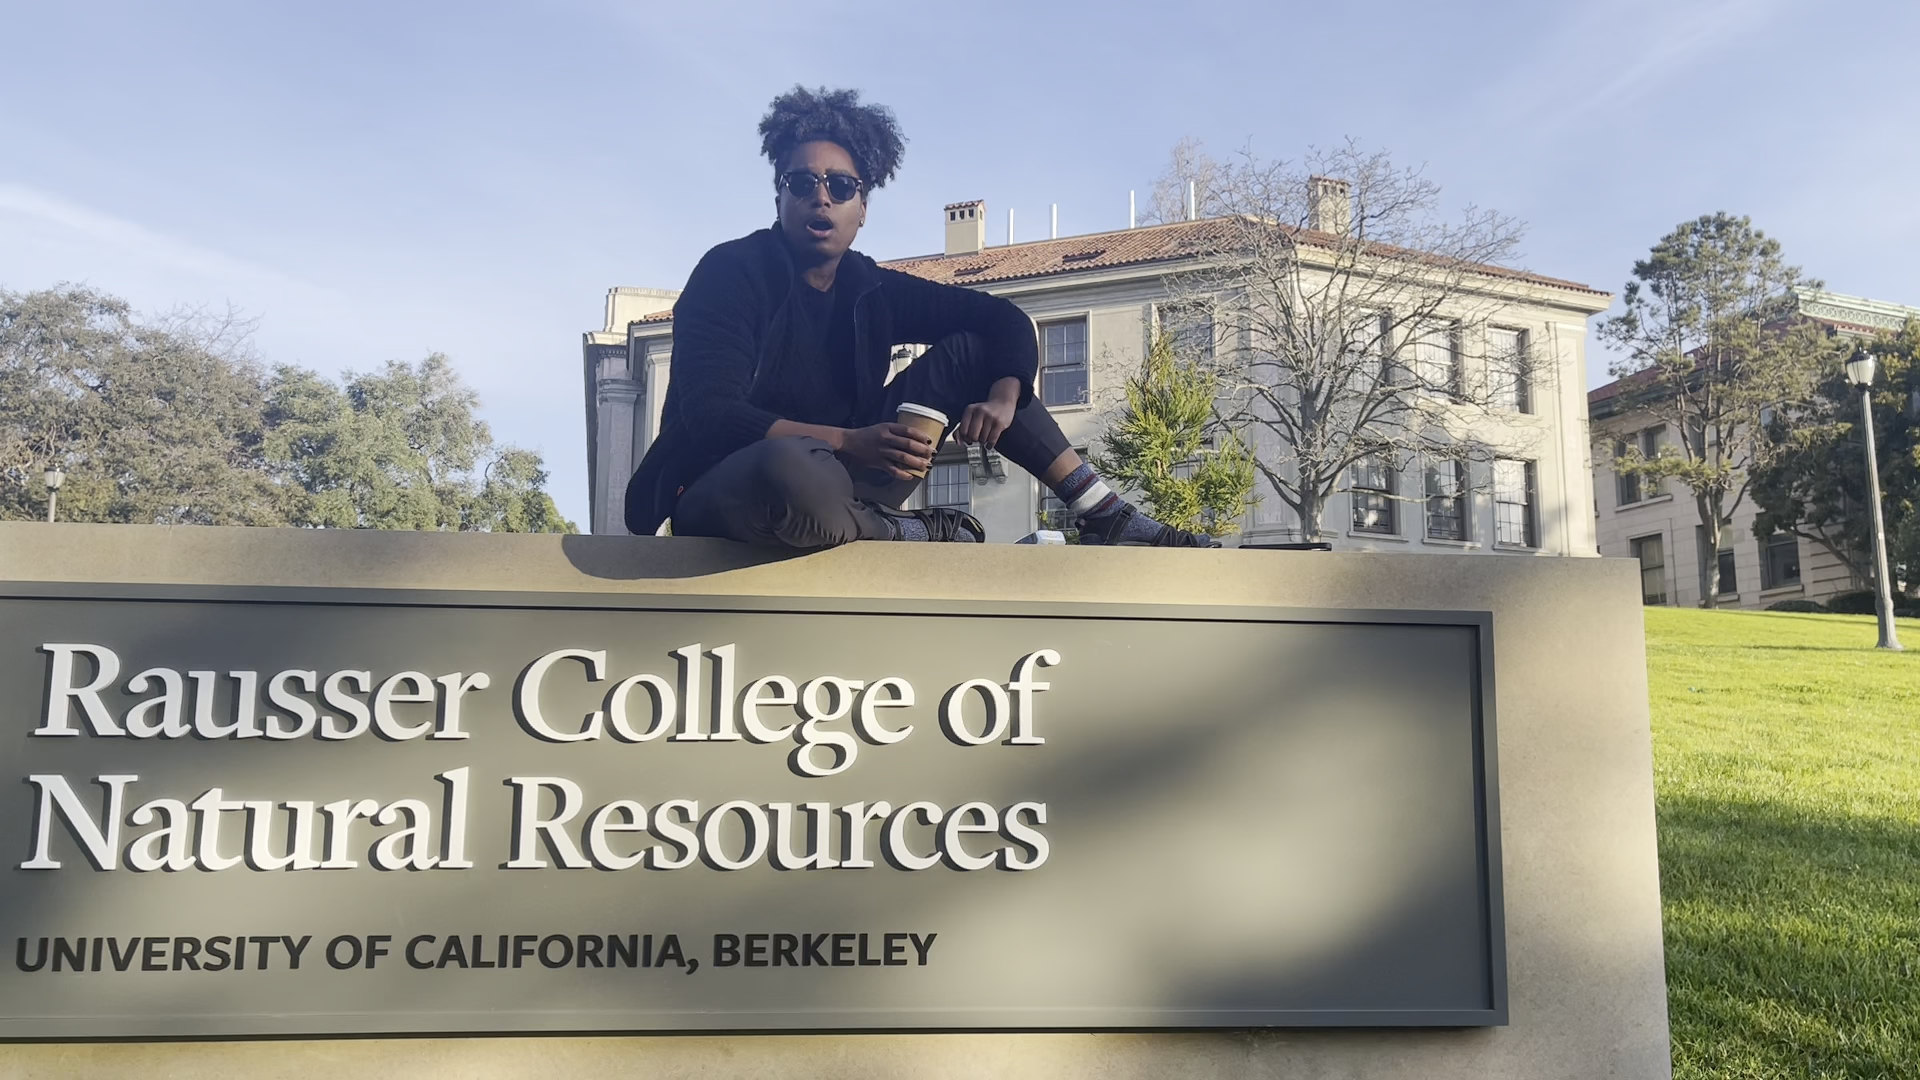 Rausser College of
Natural Resources
UNIVERSITY OF CALIFORNIA, BERKELEY